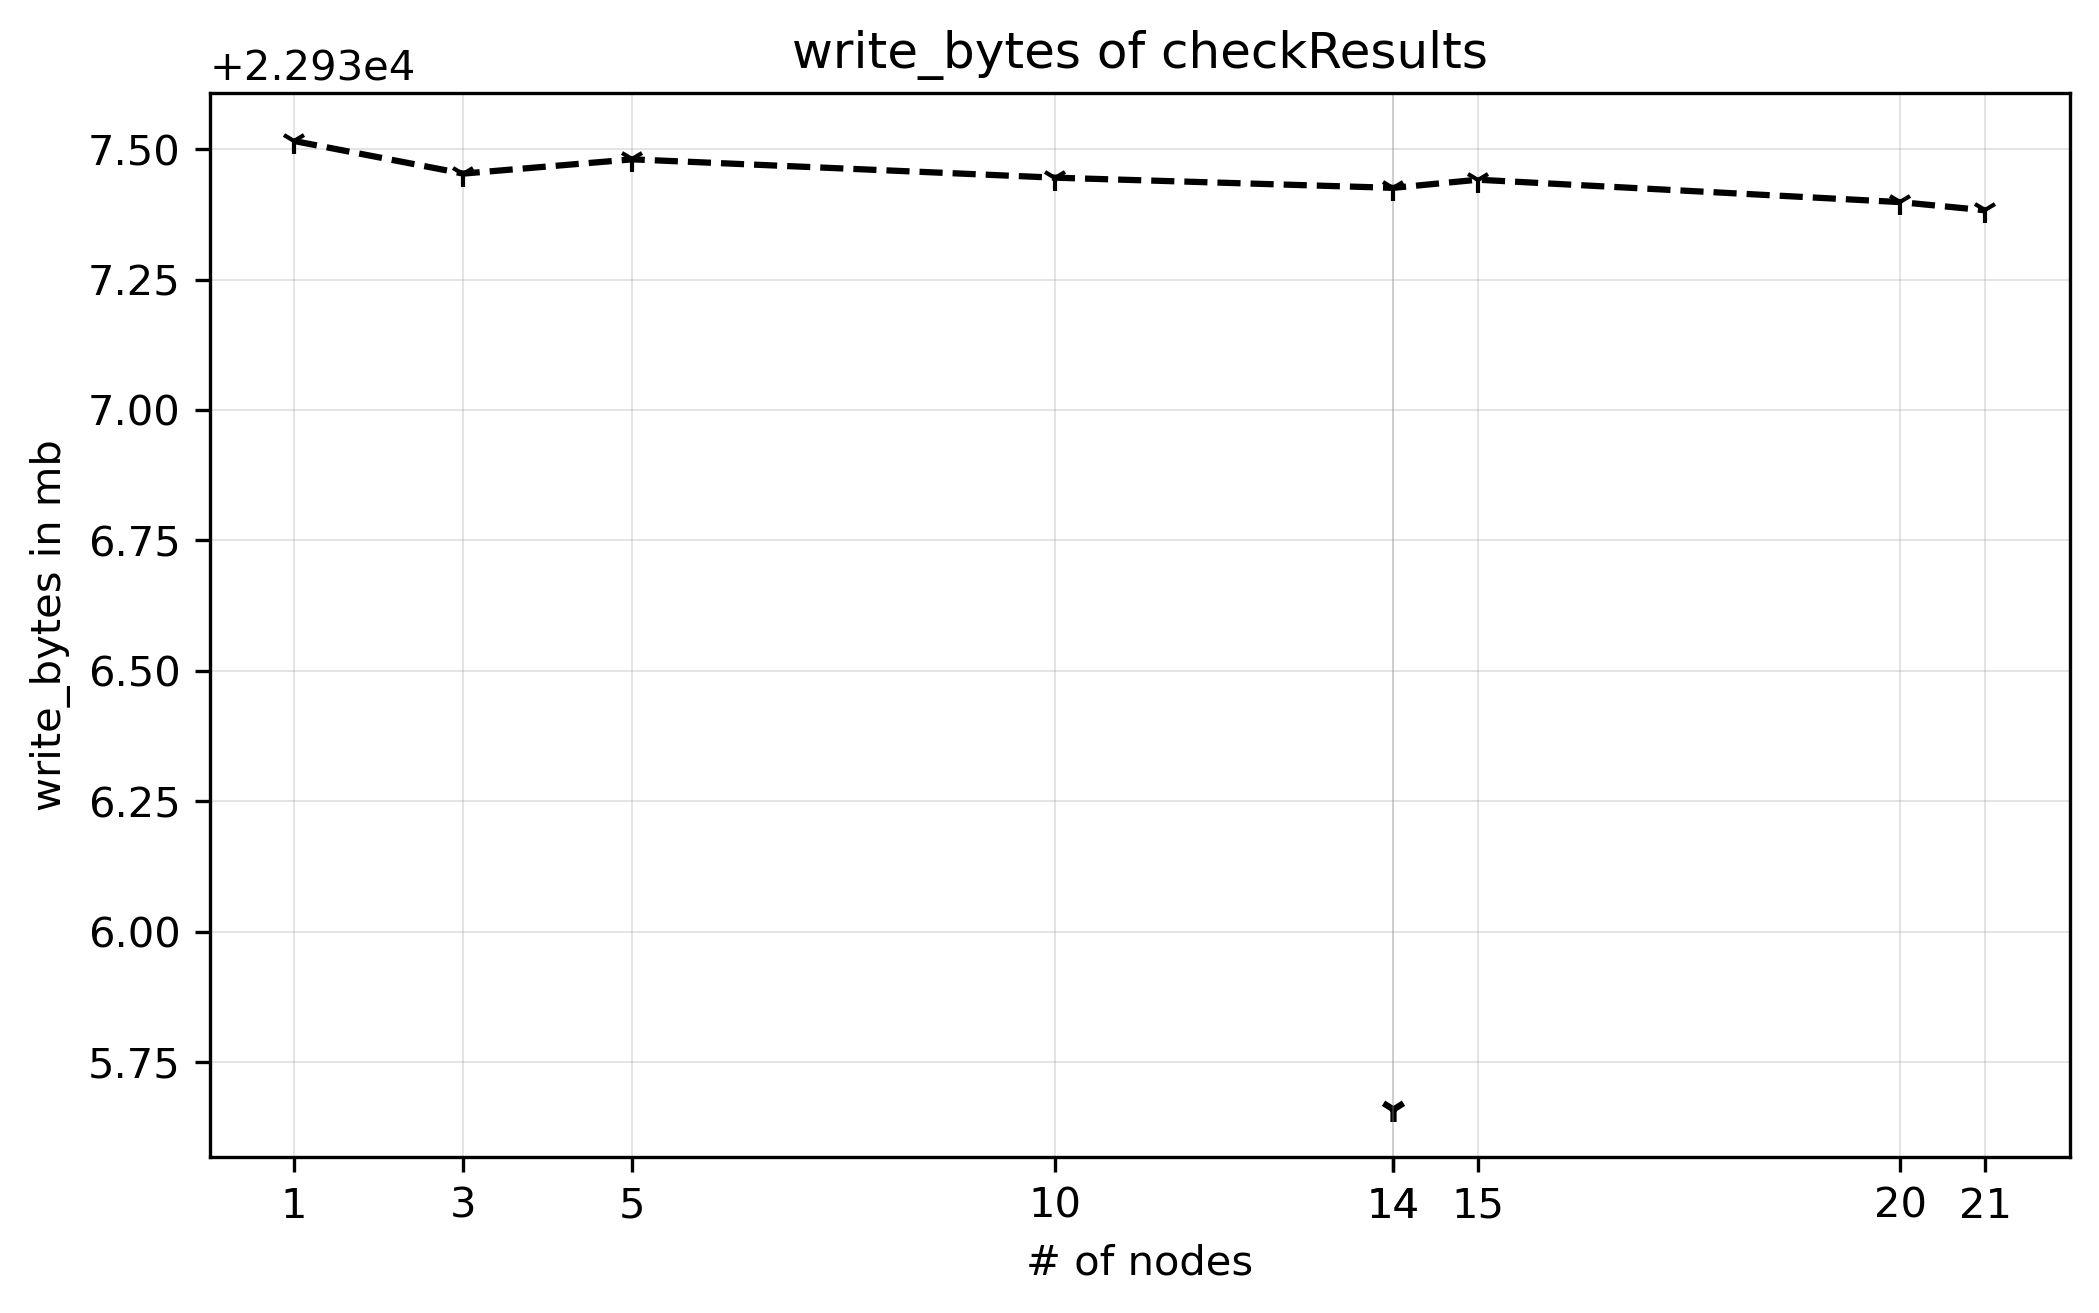 write_bytes of checkResults
+2.293e4
7.50
7.25
7.00
6.75
6.50
6.25
6.00
5.75
write_bytes in mb
1 3 5 10 14 15 20 21
# of nodes